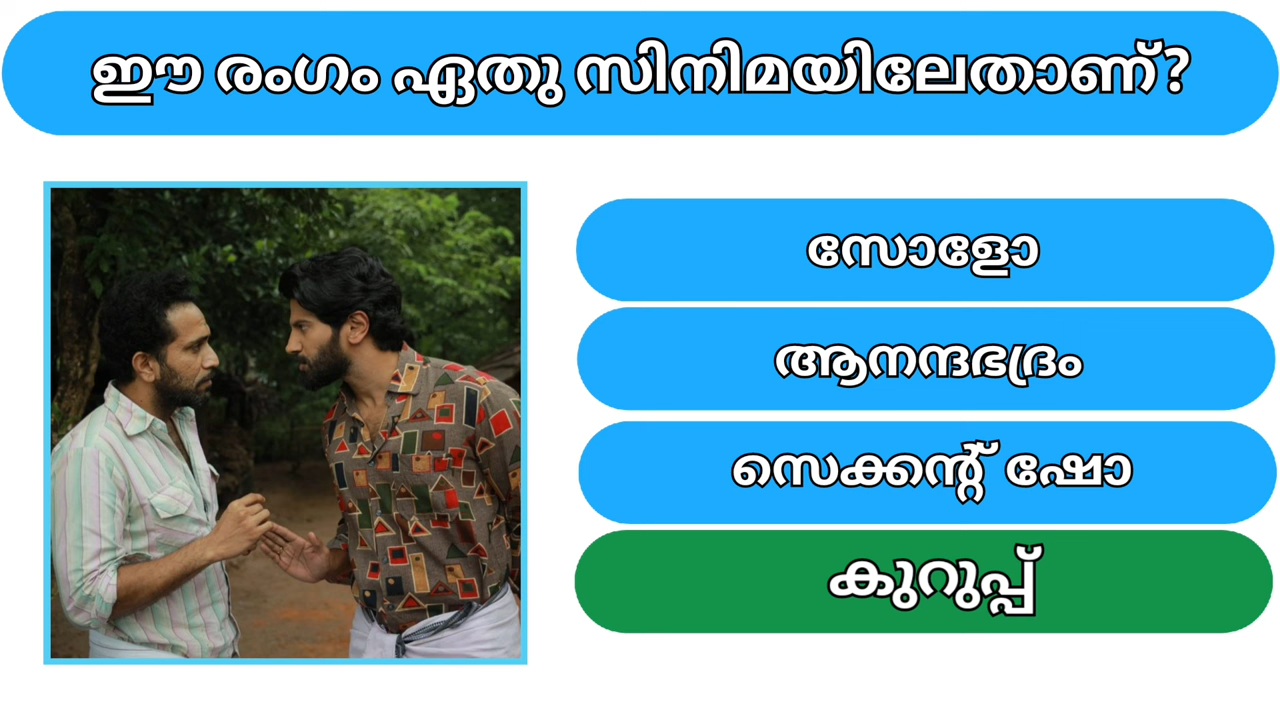 ഈ രംഗം ഏതു സിനിമയിലേതാണ്?
സോളോ
ആനന്ദഭദ്രം
സെക്കന്റ് ഷോ
കുറുപ്പ്